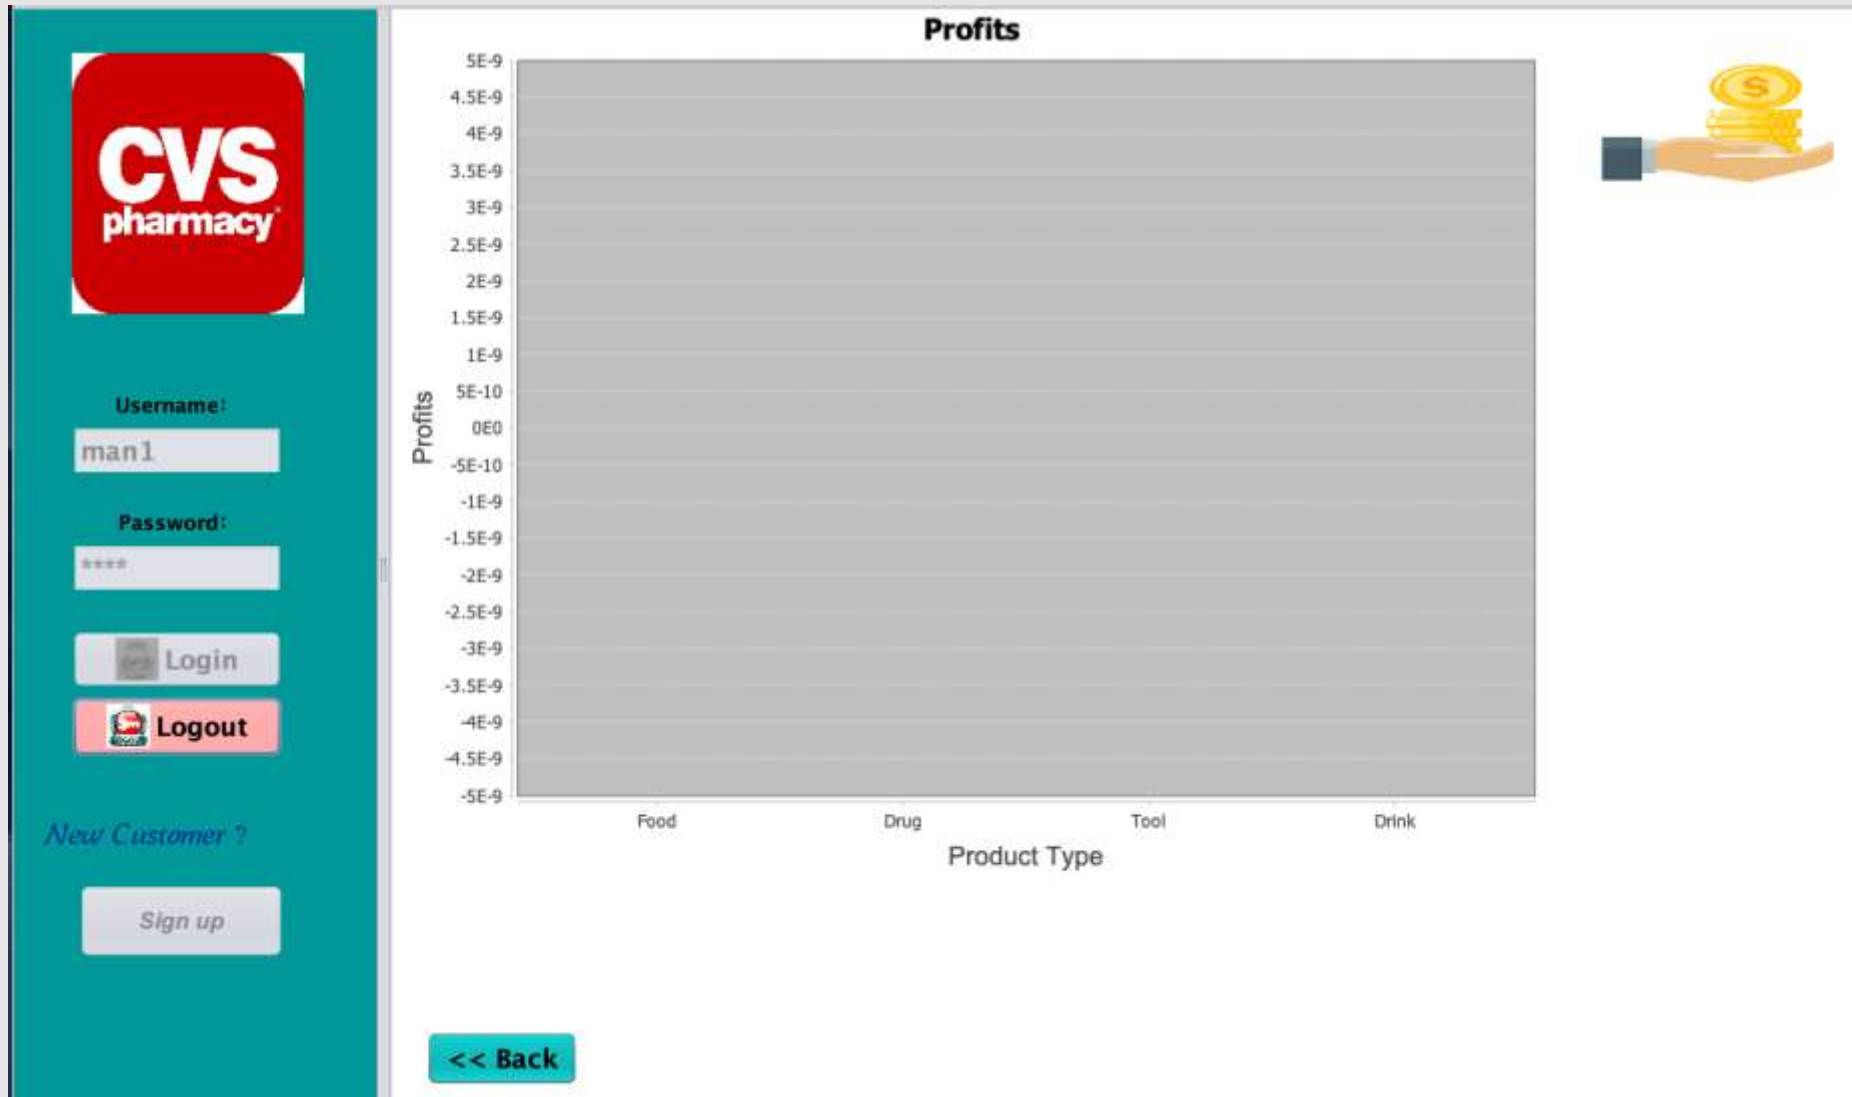 CVS
pharmacy
Username:
man1
Password:
****
Login
Logout
New Customer ?
Sign up
Profits
5E-9
4.5E-9
4E-9
3.5E-9
3E-9
2.5E-9
2E-9
1.5E-9
1E-9
5E-10
0E0
-5E-10
-1E-9
-1.5E-9
-2E-9
-2.5E-9
-3E-9
-3.5E-9
-4E-9
-4.5E-9
-5E-9
Profits
Food Drug Tool Drink
Product Type
$
<< Back